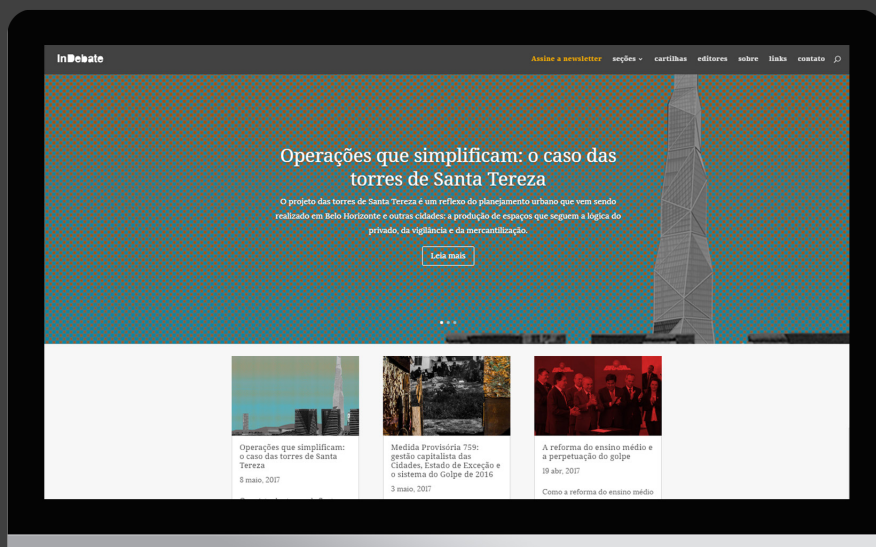 InDebate
Assine a newsletter seções cartilhas editores sobre links contato
Operações que simplificam: o caso das
torres de Santa Tereza
O projeto das torres de Santa Tereza é um reflexo do planejamento urbano que vem sendo
realizado em Belo Horizonte e outras cidades: a produção de espaços que seguem a lógica do
privado, da vigilância e da mercantilização.
Leia mais
Operações que simplificam:
o caso das torres de Santa
Tereza
8 maio, 2017
Medida Provisória 759:
gestão capitalista das
Cidades, Estado de Exceção e
o sistema do Golpe de 2016
3 maio, 2017
A reforma do ensino médio e
a perpetuação do golpe
19 abr, 2017
Como a reforma do ensino médio